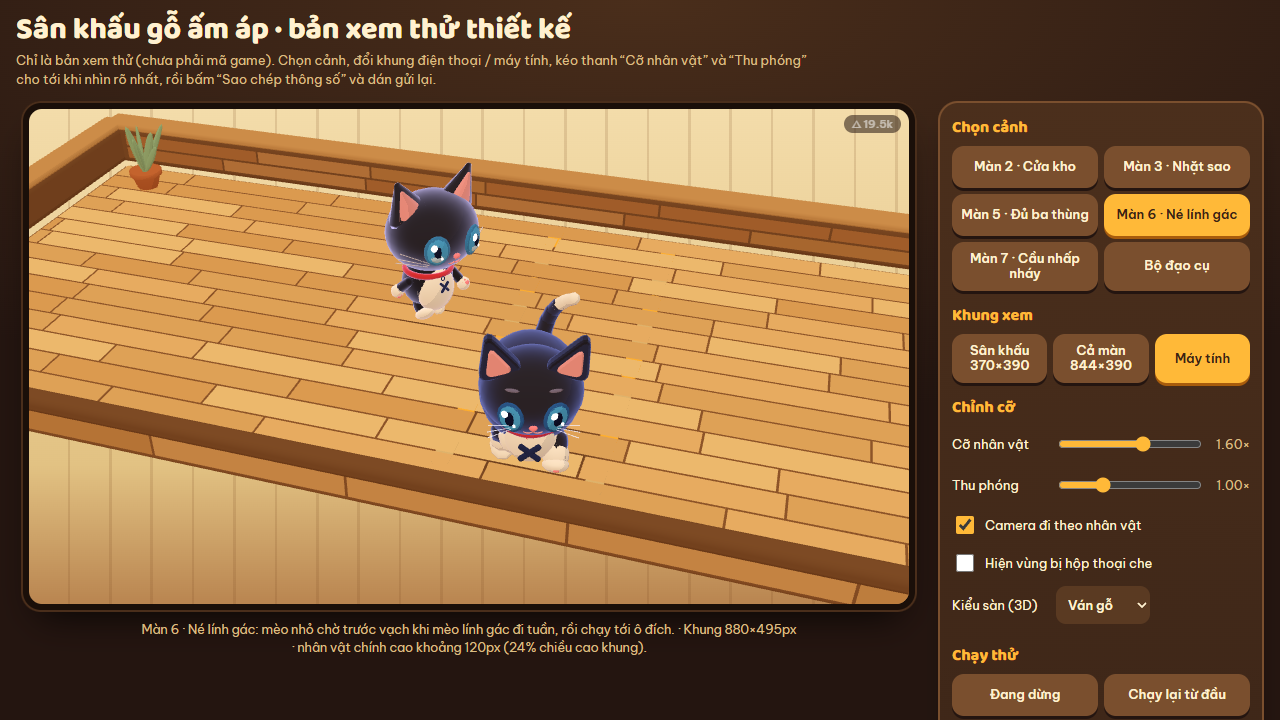 Sân khấu gỗ ấm áp · bản xem thử thiết kế
Chỉ là bản xem thử (chưa phải mã game). Chọn cảnh, đổi khung điện thoại / máy tính, kéo thanh “Cỡ nhân vật” và “Thu phóng”
cho tới khi nhìn rõ nhất, rồi bấm “Sao chép thông số” và dán gửi lại.
△ 19.5k
Màn 6 · Né lính gác: mèo nhỏ chờ trước vạch khi mèo lính gác đi tuần, rồi chạy tới ô đích. · Khung 880×495px
· nhân vật chính cao khoảng 120px (24% chiều cao khung).
Chọn cảnh
Màn 2 · Cửa kho
Màn 3 · Nhặt sao
Màn 5 · Đủ ba thùng
Màn 6 · Né lính gác
Màn 7 · Cầu nhấp
nháy
Bộ đạo cụ
Khung xem
Sân khấu
370×390
Cả màn
844×390
Máy tính
Chỉnh cỡ
Cỡ nhân vật
1.60×
Thu phóng
1.00×
Camera đi theo nhân vật
Hiện vùng bị hộp thoại che
Kiểu sàn (3D)
Ván gỗ
Chạy thử
Đang dừng
Chạy lại từ đầu